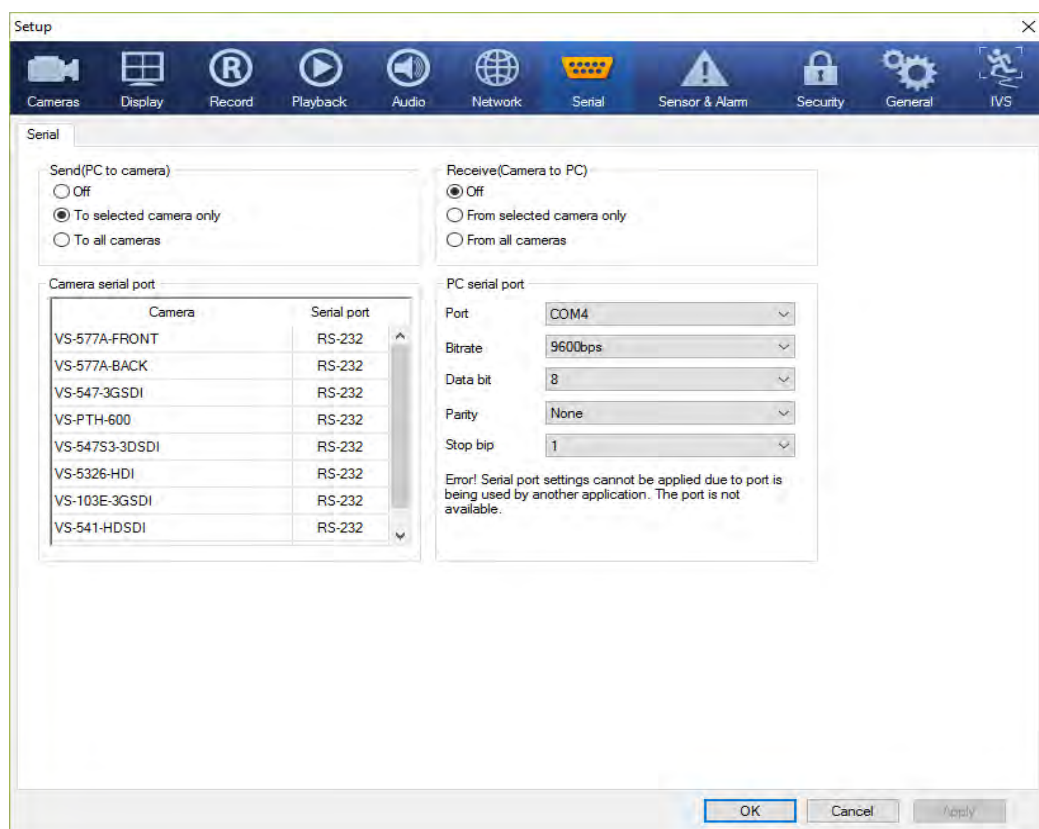 Setup
Cameras Display Record Playback Audio Network Serial Sensor & Alarm Security General IVS
Serial
Send(PC to camera)
Off
To selected camera only
To all cameras
Receive(Camera to PC)
Off
From selected camera only
From all cameras
Camera serial port
Camera Serial port
VS-577A-FRONT RS-232
VS-577A-BACK RS-232
VS-547-3GSDI RS-232
VS-PTH-600 RS-232
VS-547S3-3DSDI RS-232
VS-5326-HDI RS-232
VS-103E-3GSDI RS-232
VS-541-HDSDI RS-232
PC serial port
Port COM4
Bitrate 9600bps
Data bit 8
Parity None
Stop bip 1
Error! Serial port settings cannot be applied due to port is
being used by another application. The port is not
available.
OK Cancel Apply